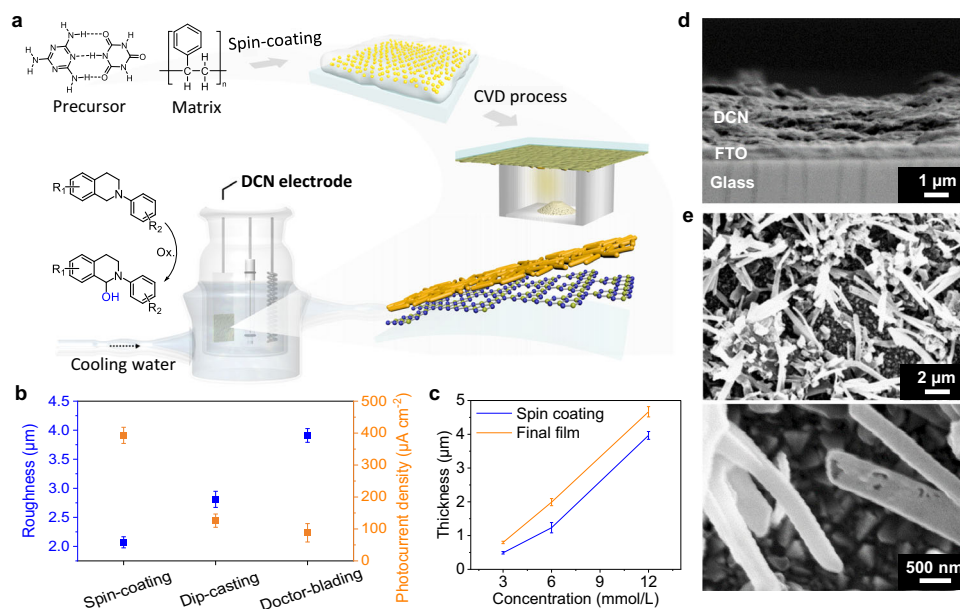 a
Spin-coating
N
H
N
H
H
N
N
N
H
N
H
H
O
O
N
N
H
N
O
H
C
H
C
H
H
n
Precursor
Matrix
CVD process
DCN electrode
R1
N
R2
Ox.
R1
N
OH
R2
Cooling water
b
Roughness (μm)
4.5
4.0
3.5
3.0
2.5
2.0
500
400
300
200
100
0
Photocurrent density (μA cm⁻²)
Spin-coating
Dip-casting
Doctor-blading
c
Thickness (μm)
5
4
3
2
1
0
Spin coating
Final film
3
6
9
12
Concentration (mmol/L)
d
DCN
FTO
Glass
1 μm
e
2 μm
500 nm